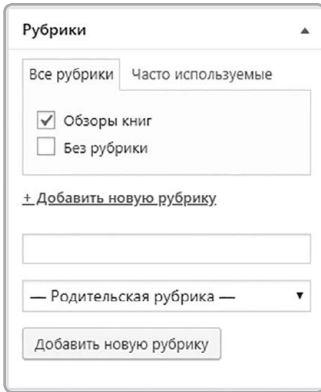 Рубрики
Все рубрики Часто используемые
Обзоры книг
Без рубрики
+ Добавить новую рубрику
— Родительская рубрика —
Добавить новую рубрику